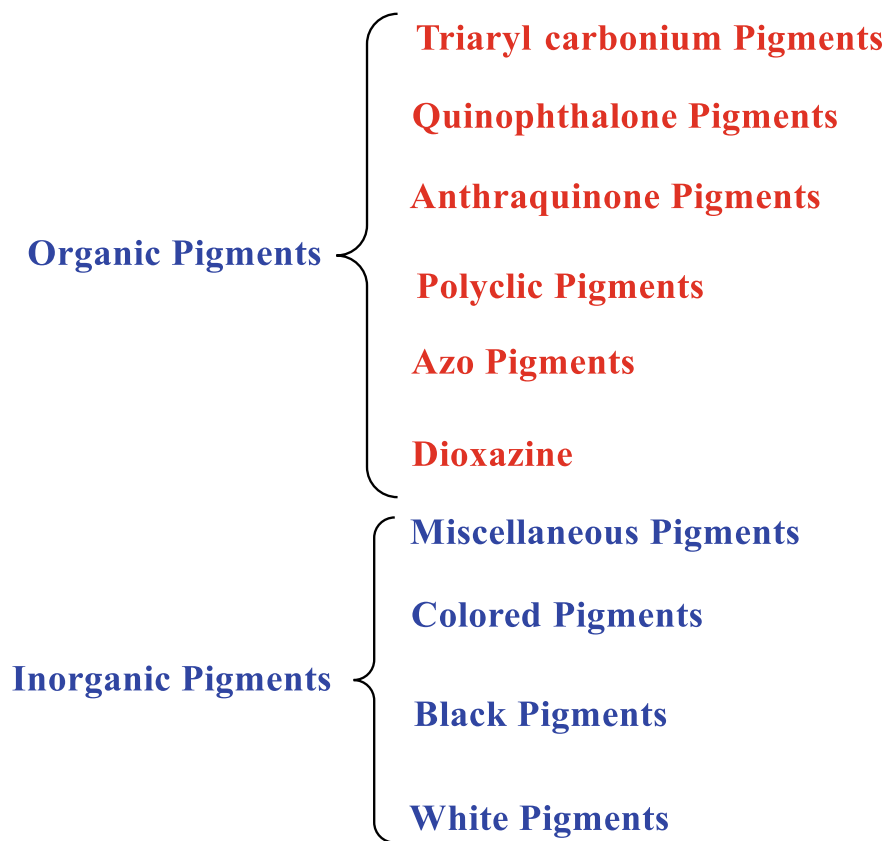 Organic Pigments
Triaryl carbonium Pigments
Quinophthalone Pigments
Anthraquinone Pigments
Polyclic Pigments
Azo Pigments
Dioxazine
Inorganic Pigments
Miscellaneous Pigments
Colored Pigments
Black Pigments
White Pigments